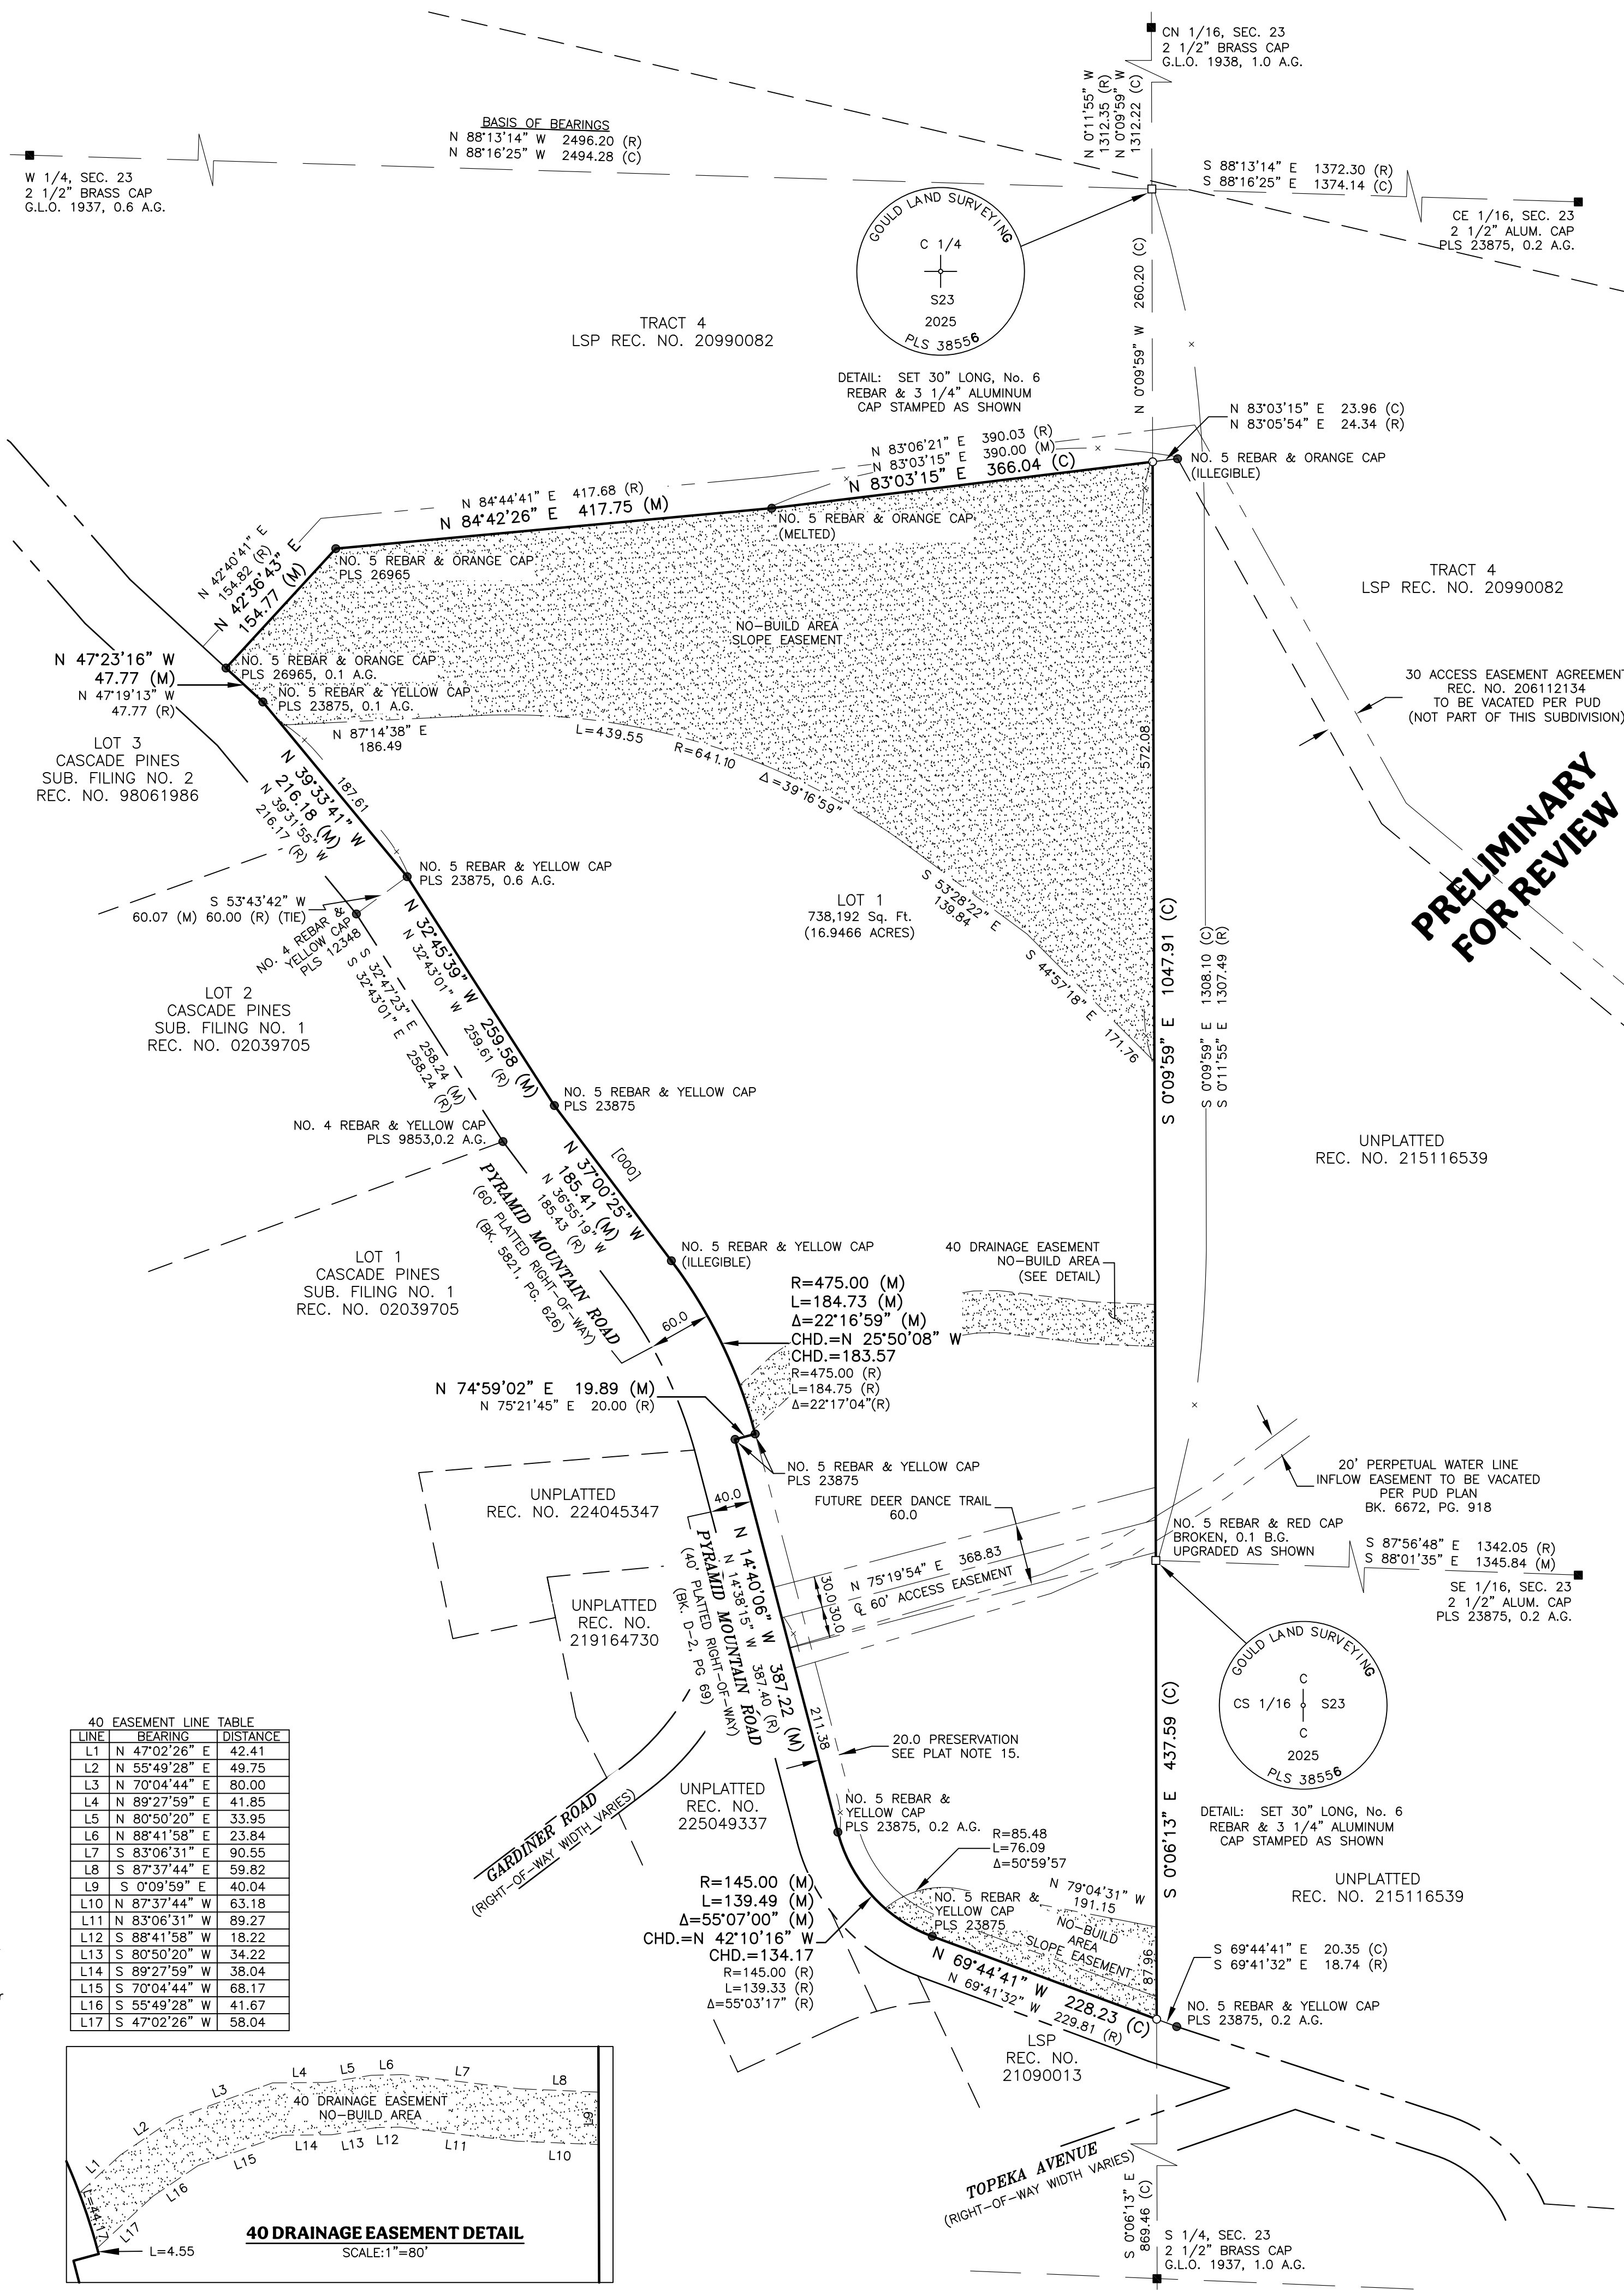 CN 1/16, SEC. 23
2 1/2" BRASS CAP
G.L.O. 1938, 1.0 A.G.
N 0°11'55" W
1312.35 (R)
N 0°09'59" W
1312.22 (C)
BASIS OF BEARINGS
N 88°13'14" W 2496.20 (R)
N 88°16'25" W 2494.28 (C)
W 1/4, SEC. 23
2 1/2" BRASS CAP
G.L.O. 1937, 0.6 A.G.
S 88°13'14" E 1372.30 (R)
S 88°16'25" E 1374.14 (C)
CE 1/16, SEC. 23
2 1/2" ALUM. CAP
PLS 23875, 0.2 A.G.
GOULD LAND SURVEYING
C 1/4
S23
2025
PLS 38556
DETAIL: SET 30" LONG, No. 6
REBAR & 3 1/4" ALUMINUM
CAP STAMPED AS SHOWN
N 0°09'59" W 260.20 (C)
TRACT 4
LSP REC. NO. 20990082
N 83°03'15" E 23.96 (C)
N 83°05'54" E 24.34 (R)
NO. 5 REBAR & ORANGE CAP
(ILLEGIBLE)
N 83°06'21" E 390.03 (R)
N 83°03'15" E 390.00 (M)
N 83°03'15" E 366.04 (C)
N 84°44'41" E 417.68 (R)
N 84°42'26" E 417.75 (M)
NO. 5 REBAR & ORANGE CAP
(MELTED)
NO. 5 REBAR & ORANGE CAP
PLS 26965
N 42°40'41" E
154.82 (R)
N 42°36'43" E
154.77 (M)
TRACT 4
LSP REC. NO. 20990082
NO-BUILD AREA
SLOPE EASEMENT
N 47°23'16" W
47.77 (M)
N 47°19'13" W
47.77 (R)
NO. 5 REBAR & ORANGE CAP
PLS 26965, 0.1 A.G.
NO. 5 REBAR & YELLOW CAP
PLS 23875, 0.1 A.G.
30 ACCESS EASEMENT AGREEMENT
REC. NO. 206112134
TO BE VACATED PER PUD
(NOT PART OF THIS SUBDIVISION)
N 87°14'38" E
186.49
L=439.55
R=641.10
Δ=39°16'59"
572.08
LOT 3
CASCADE PINES
SUB. FILING NO. 2
REC. NO. 98061986
187.61
N 39°33'41" W
216.18 (M)
N 39°31'55" W
216.17 (R)
PRELIMINARY
FOR REVIEW
NO. 5 REBAR & YELLOW CAP
PLS 23875, 0.6 A.G.
S 53°43'42" W
60.07 (M) 60.00 (R) (TIE)
NO. 4 REBAR &
YELLOW CAP
PLS 12348
LOT 1
738,192 Sq. Ft.
(16.9466 ACRES)
S 53°28'22" E
139.84
S 44°57'18" E 171.76
S 0°09'59" E 1047.91 (C)
S 0°09'59" E 1308.10 (C)
S 0°11'55" E 1307.49 (R)
N 32°45'39" W 259.58 (M)
N 32°43'01" W 259.61 (R)
S 32°47'23" E 258.24 (M)
S 32°43'01" E 258.24 (R)
LOT 2
CASCADE PINES
SUB. FILING NO. 1
REC. NO. 02039705
NO. 5 REBAR & YELLOW CAP
PLS 23875
NO. 4 REBAR & YELLOW CAP
PLS 9853,0.2 A.G.
[000]
N 37°00'25" W
185.41 (M)
N 36°55'19" W
185.43 (R)
PYRAMID MOUNTAIN ROAD
(60' PLATTED RIGHT-OF-WAY)
(BK. 5821, PG. 626)
UNPLATTED
REC. NO. 215116539
LOT 1
CASCADE PINES
SUB. FILING NO. 1
REC. NO. 02039705
NO. 5 REBAR & YELLOW CAP
(ILLEGIBLE)
40 DRAINAGE EASEMENT
NO-BUILD AREA
(SEE DETAIL)
60.0
R=475.00 (M)
L=184.73 (M)
Δ=22°16'59" (M)
CHD.=N 25°50'08" W
CHD.=183.57
R=475.00 (R)
L=184.75 (R)
Δ=22°17'04"(R)
N 74°59'02" E 19.89 (M)
N 75°21'45" E 20.00 (R)
NO. 5 REBAR & YELLOW CAP
PLS 23875
UNPLATTED
REC. NO. 224045347
40.0
FUTURE DEER DANCE TRAIL
60.0
20' PERPETUAL WATER LINE
INFLOW EASEMENT TO BE VACATED
PER PUD PLAN
BK. 6672, PG. 918
NO. 5 REBAR & RED CAP
BROKEN, 0.1 B.G.
UPGRADED AS SHOWN
S 87°56'48" E 1342.05 (R)
S 88°01'35" E 1345.84 (M)
SE 1/16, SEC. 23
2 1/2" ALUM. CAP
PLS 23875, 0.2 A.G.
N 75°19'54" E 368.83
℄ 60' ACCESS EASEMENT
30.0
30.0
N 14°40'06" W 387.22 (M)
N 14°38'15" W 387.40 (R)
PYRAMID MOUNTAIN ROAD
(40' PLATTED RIGHT-OF-WAY)
(BK. D-2, PG 69)
UNPLATTED
REC. NO.
219164730
GOULD LAND SURVEYING
C
CS 1/16 S23
C
2025
PLS 38556
DETAIL: SET 30" LONG, No. 6
REBAR & 3 1/4" ALUMINUM
CAP STAMPED AS SHOWN
S 0°06'13" E 437.59 (C)
211.38
20.0 PRESERVATION
SEE PLAT NOTE 15.
UNPLATTED
REC. NO.
225049337
GARDINER ROAD
(RIGHT-OF-WAY WIDTH VARIES)
NO. 5 REBAR &
YELLOW CAP
PLS 23875, 0.2 A.G.
R=85.48
L=76.09
Δ=50°59'57
N 79°04'31" W
191.15
NO. 5 REBAR &
YELLOW CAP
PLS 23875
NO-BUILD
AREA
SLOPE EASEMENT
87.96
UNPLATTED
REC. NO. 215116539
R=145.00 (M)
L=139.49 (M)
Δ=55°07'00" (M)
CHD.=N 42°10'16" W
CHD.=134.17
R=145.00 (R)
L=139.33 (R)
Δ=55°03'17" (R)
N 69°44'41" W 228.23 (C)
N 69°41'32" W 229.81 (R)
S 69°44'41" E 20.35 (C)
S 69°41'32" E 18.74 (R)
NO. 5 REBAR & YELLOW CAP
PLS 23875, 0.2 A.G.
LSP
REC. NO.
21090013
TOPEKA AVENUE
(RIGHT-OF-WAY WIDTH VARIES)
S 0°06'13" E
869.46 (C)
S 1/4, SEC. 23
2 1/2" BRASS CAP
G.L.O. 1937, 1.0 A.G.
40 EASEMENT LINE TABLE
LINE BEARING DISTANCE
L1 N 47°02'26" E 42.41
L2 N 55°49'28" E 49.75
L3 N 70°04'44" E 80.00
L4 N 89°27'59" E 41.85
L5 N 80°50'20" E 33.95
L6 N 88°41'58" E 23.84
L7 S 83°06'31" E 90.55
L8 S 87°37'44" E 59.82
L9 S 0°09'59" E 40.04
L10 N 87°37'44" W 63.18
L11 N 83°06'31" W 89.27
L12 S 88°41'58" W 18.22
L13 S 80°50'20" W 34.22
L14 S 89°27'59" W 38.04
L15 S 70°04'44" W 68.17
L16 S 55°49'28" W 41.67
L17 S 47°02'26" W 58.04
L1
L2
L3
L4
L5
L6
L7
L8
L9
40 DRAINAGE EASEMENT
NO-BUILD AREA
L10
L11
L12
L13
L14
L15
L16
L17
L=44.17
L=4.55
40 DRAINAGE EASEMENT DETAIL
SCALE:1"=80'